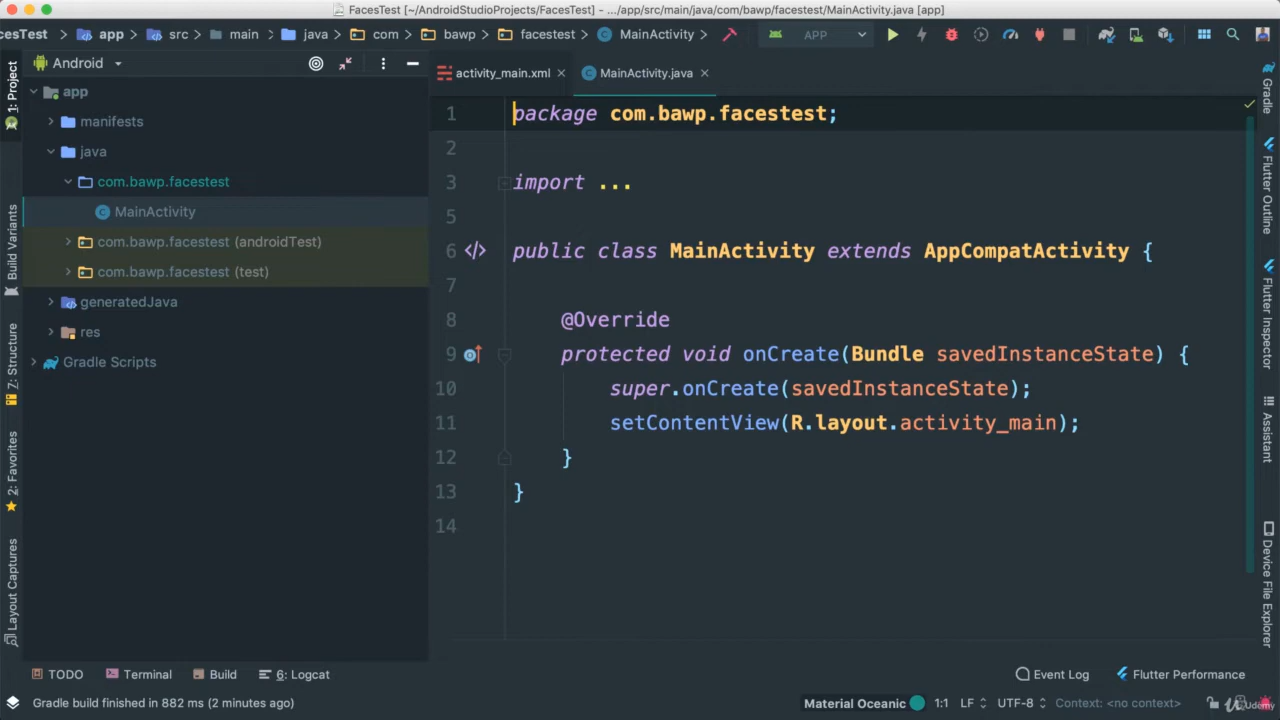 FacesTest [~/AndroidStudioProjects/FacesTest] - .../app/src/main/java/com/bawp/facestest/MainActivity.java [app]
cesTest
app
src
main
java
com
bawp
facestest
MainActivity
APP
1: Project
Build Variants
7: Structure
2: Favorites
Layout Captures
Android
app
manifests
java
com.bawp.facestest
MainActivity
com.bawp.facestest (androidTest)
com.bawp.facestest (test)
generatedJava
res
Gradle Scripts
activity_main.xml
MainActivity.java
1 package com.bawp.facestest;
2
3 import ...
5
6 public class MainActivity extends AppCompatActivity {
7
8 @Override
9 protected void onCreate(Bundle savedInstanceState) {
10 super.onCreate(savedInstanceState);
11 setContentView(R.layout.activity_main);
12 }
13 }
14
Gradle
Flutter Outline
Flutter Inspector
Assistant
Device File Explorer
TODO
Terminal
Build
6: Logcat
Event Log
Flutter Performance
Gradle build finished in 882 ms (2 minutes ago)
Material Oceanic
1:1
LF
UTF-8
Context: <no context>
Udemy